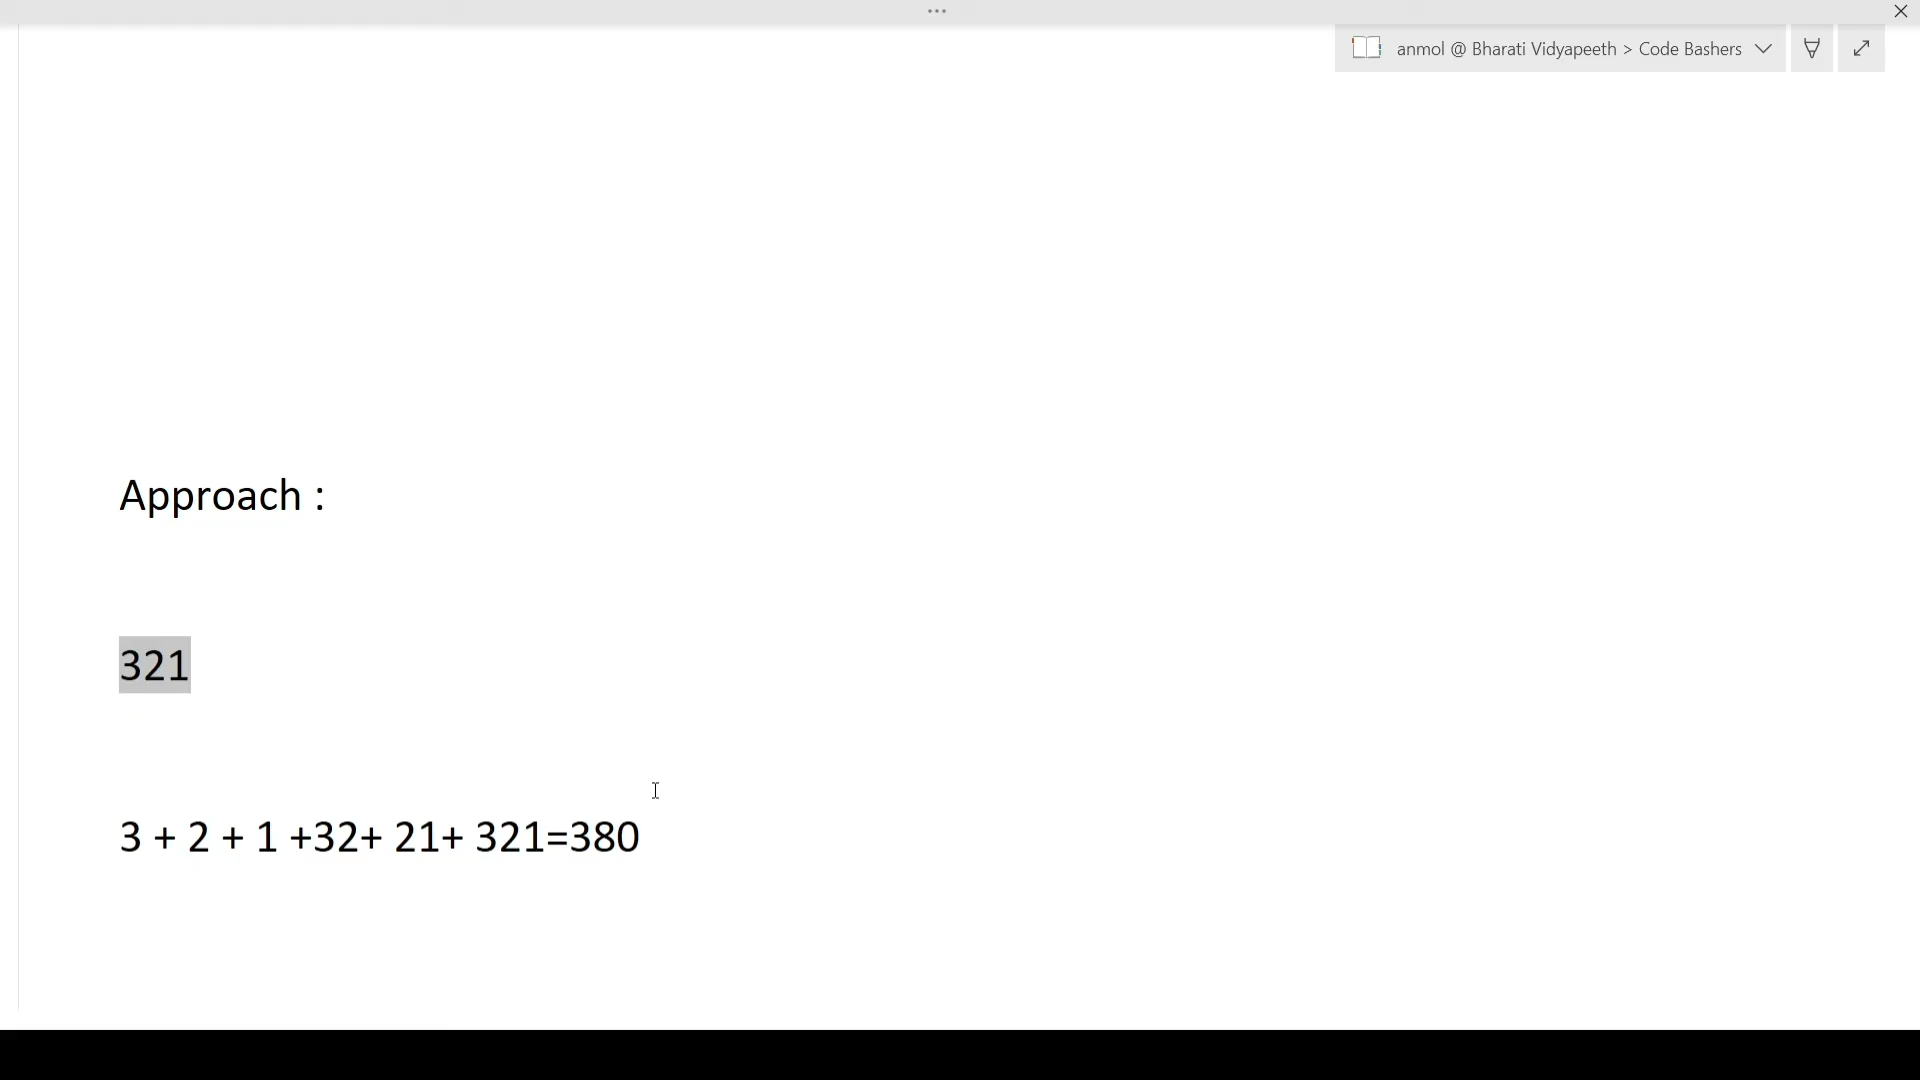 anmol @ Bharati Vidyapeeth > Code Bashers
Approach :
321
3 + 2 + 1 +32+ 21+ 321=380